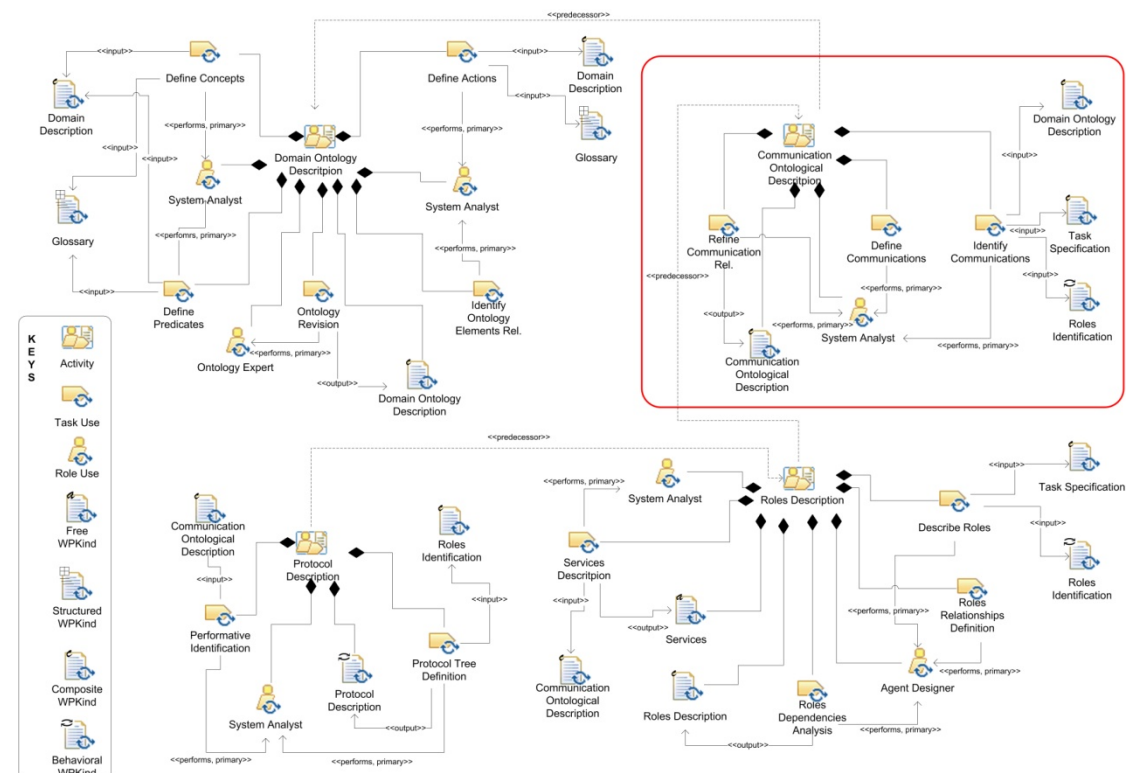 <<predecessor>>
<<input>>
Define Concepts
<<input>>
Define Actions
<<input>>
Domain
Description
<<input>>
Domain
Description
<<performs, primary>>
<<input>>
<<input>>
<<performs, primary>>
Glossary
Domain Ontology
Descritpion
System Analyst
System Analyst
Glossary
<<performs, primary>>
<<performs, primary>>
<<input>>
Define
Predicates
Ontology
Revision
Identify
Ontology
Elements Rel.
<<performs, primary>>
Ontology Expert
<<output>>
Domain Ontology
Description
Domain Ontology
Description
<<input>>
Communication
Ontological
Descritpion
Task
Specification
<<input>>
Refine
Communication
Rel.
Define
Communications
Identify
Communications
<<predecessor>>
<<input>>
<<performs, primary>>
<<output>>
<<performs, primary>>
System Analyst
<<performs, primary>>
Roles
Identification
Communication
Ontological
Description
K
E
Y
S
Activity
Task Use
Role Use
Free
WPKind
Structured
WPKind
Composite
WPKind
Behavioral
WPKind
<<predecessor>>
Communication
Ontological
Description
<<input>>
Protocol
Description
Roles
Identification
<<input>>
Performative
Identification
Protocol Tree
Definition
System Analyst
Protocol
Description
<<output>>
<<performs, primary>>
<<performs, primary>>
<<performs, primary>>
System Analyst
Roles Description
<<input>>
Task Specification
Describe Roles
<<input>>
Services
Descritpion
<<input>>
<<output>>
Services
Roles
Identification
<<performs, primary>>
Roles
Relationships
Definition
<<performs, primary>>
Agent Designer
Communication
Ontological
Description
Roles Description
Roles
Dependencies
Analysis
<<output>>
<<performs, primary>>